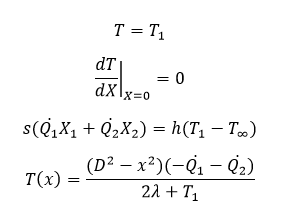 T = T₁
dT/dX |X=0 = 0
s(Q̇₁X₁ + Q̇₂X₂) = h(T₁ − T∞)
T(x) = (D² − x²)(−Q̇₁ − Q̇₂) / 2λ + T₁